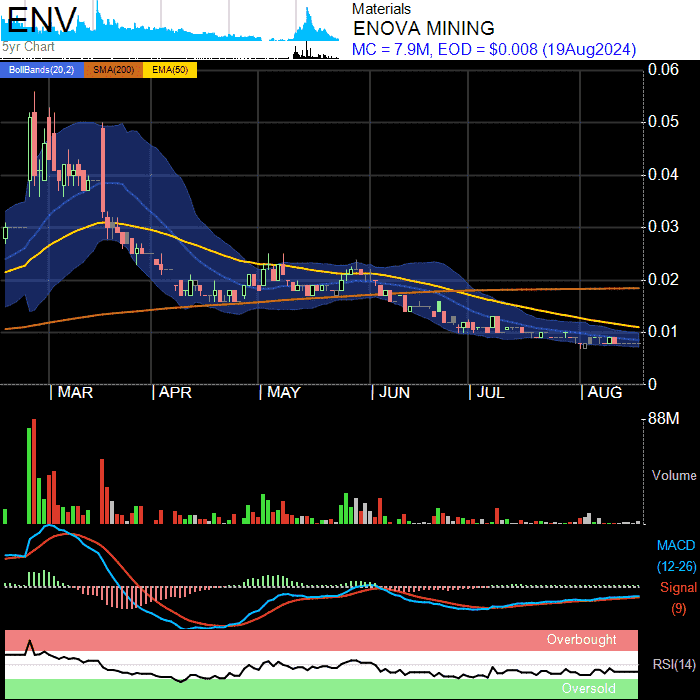 ENV
5yr Chart
Materials
ENOVA MINING
MC = 7.9M, EOD = $0.008 (19Aug2024)
BollBands(20,2) SMA(200) EMA(50)
0.06
0.05
0.04
0.03
0.02
0.01
0
MAR APR MAY JUN JUL AUG
88M
Volume
MACD
(12-26)
Signal
(9)
Overbought
RSI(14)
Oversold